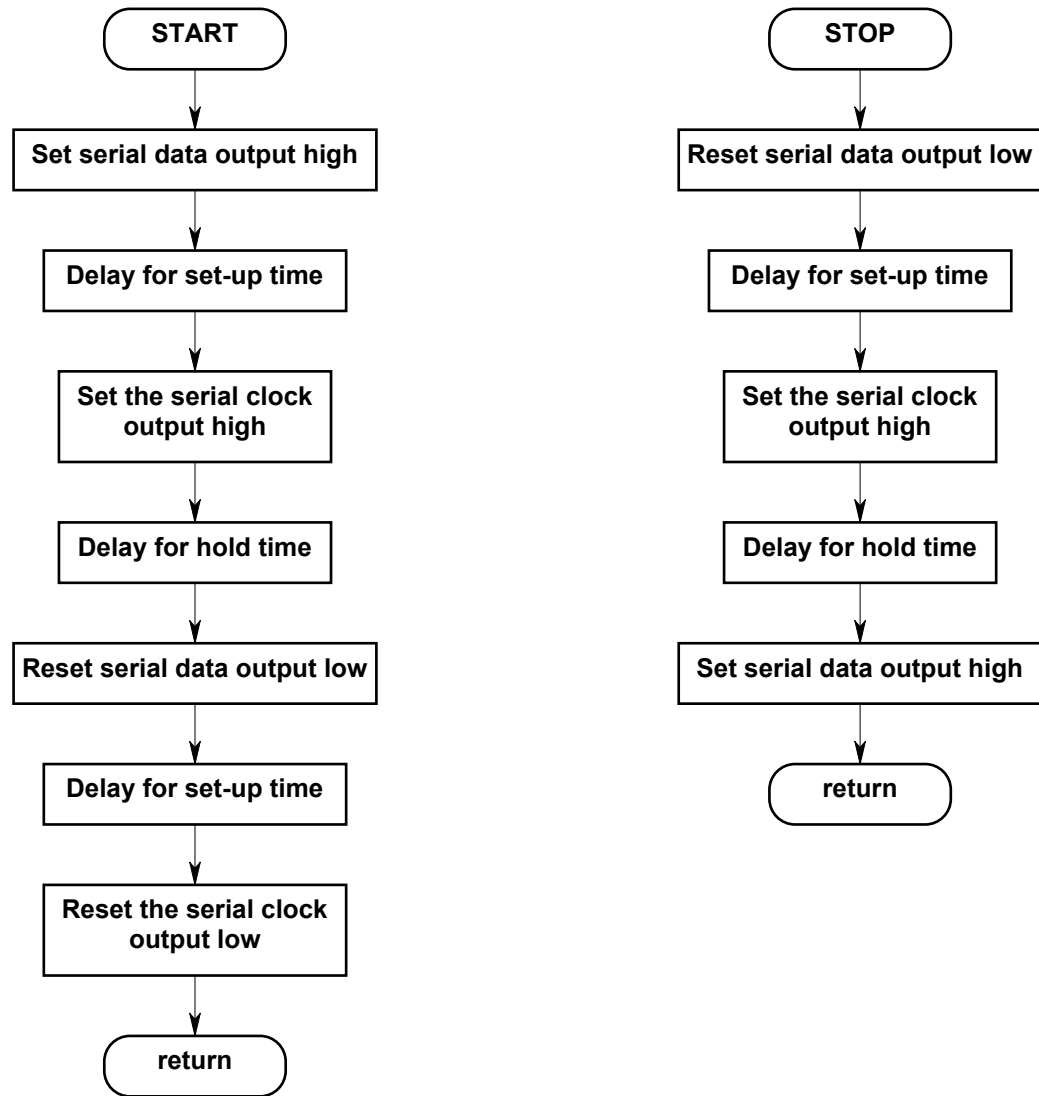 START
Set serial data output high
Delay for set-up time
Set the serial clock
output high
Delay for hold time
Reset serial data output low
Delay for set-up time
Reset the serial clock
output low
return
STOP
Reset serial data output low
Delay for set-up time
Set the serial clock
output high
Delay for hold time
Set serial data output high
return